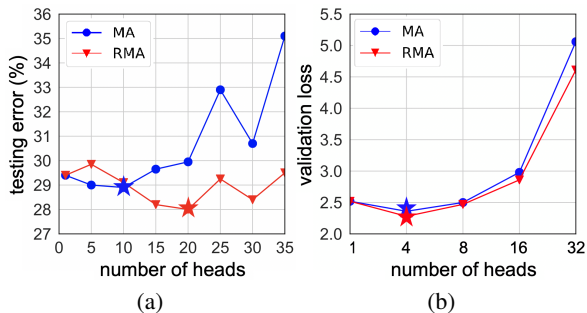 36
35
34
33
32
31
30
29
28
27
testing error (%)
MA
RMA
0 5 10 15 20 25 30 35
number of heads
(a)
5.5
5.0
4.5
4.0
3.5
3.0
2.5
2.0
validation loss
MA
RMA
1 4 8 16 32
number of heads
(b)